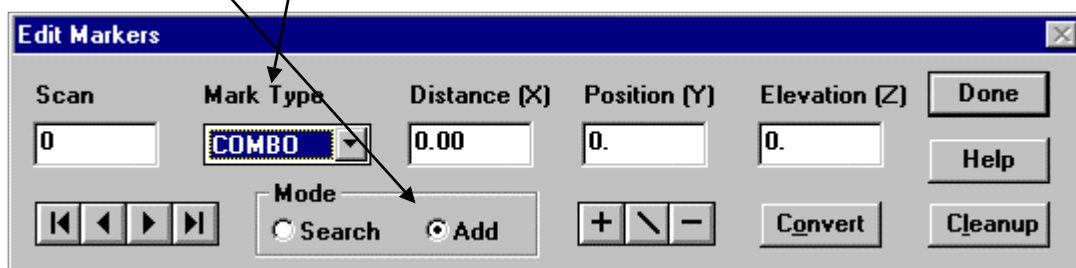 Edit Markers
Scan Mark Type Distance (X) Position (Y) Elevation (Z) Done
0 COMBO 0.00 0. 0.
Help
Mode
Search Add + \ − Convert Cleanup